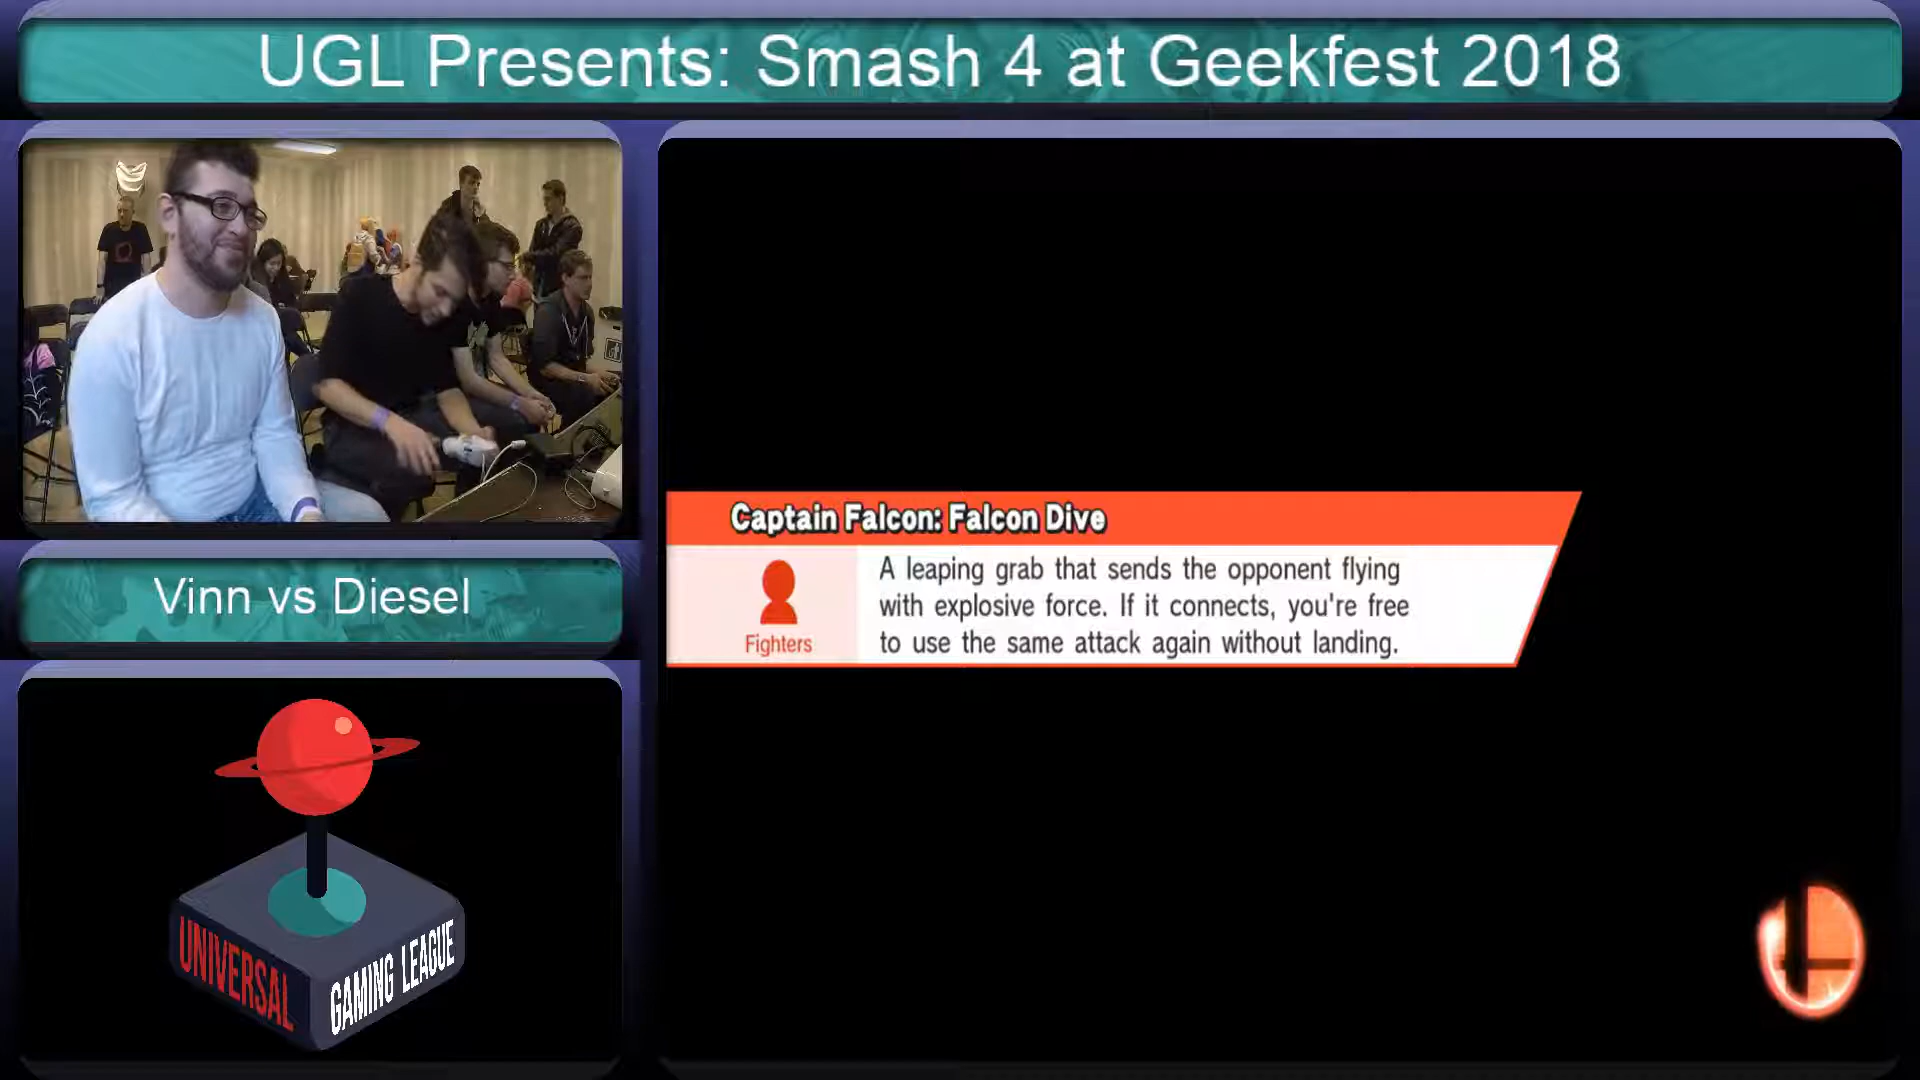 UGL Presents: Smash 4 at Geekfest 2018
Vinn vs Diesel
Captain Falcon: Falcon Dive
Fighters
A leaping grab that sends the opponent flying
with explosive force. If it connects, you're free
to use the same attack again without landing.
UNIVERSAL
GAMING LEAGUE